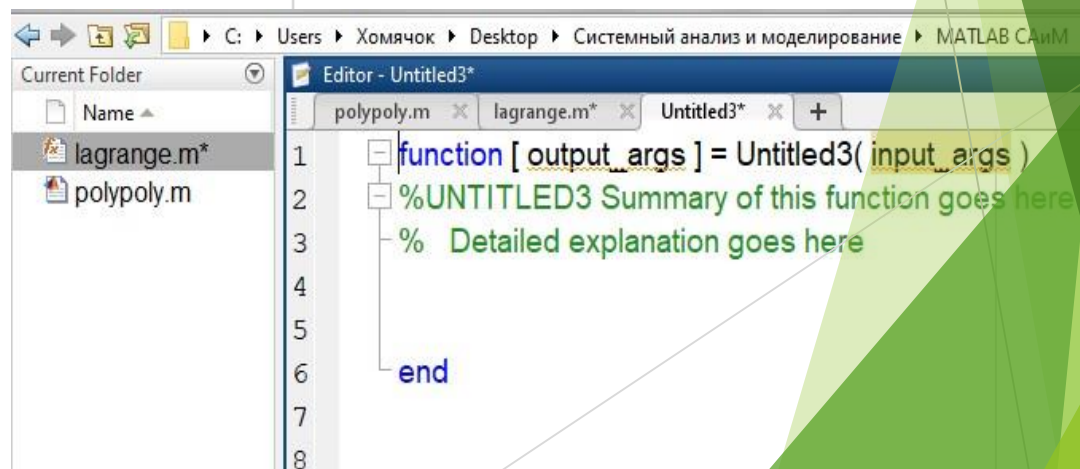 C: Users Хомячок Desktop Системный анализ и моделирование MATLAB САиМ
Current Folder
Name
lagrange.m*
polypoly.m
Editor - Untitled3*
polypoly.m lagrange.m* Untitled3* +
1 function [ output_args ] = Untitled3( input_args )
2 %UNTITLED3 Summary of this function goes here
3 % Detailed explanation goes here
4
5
6 end
7
8